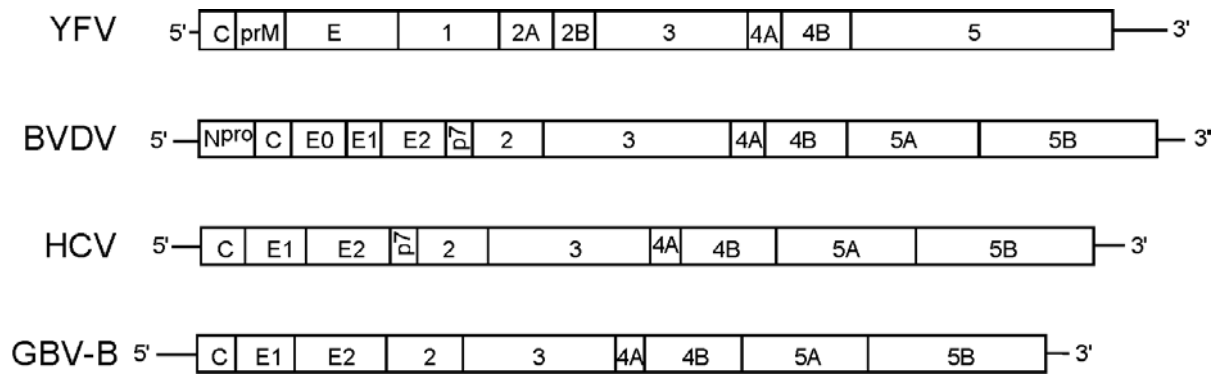 YFV 5' C prM E 1 2A 2B 3 4A 4B 5 3'
BVDV 5' Npro C E0 E1 E2 p7 2 3 4A 4B 5A 5B 3'
HCV 5' C E1 E2 p7 2 3 4A 4B 5A 5B 3'
GBV-B 5' C E1 E2 2 3 4A 4B 5A 5B 3'